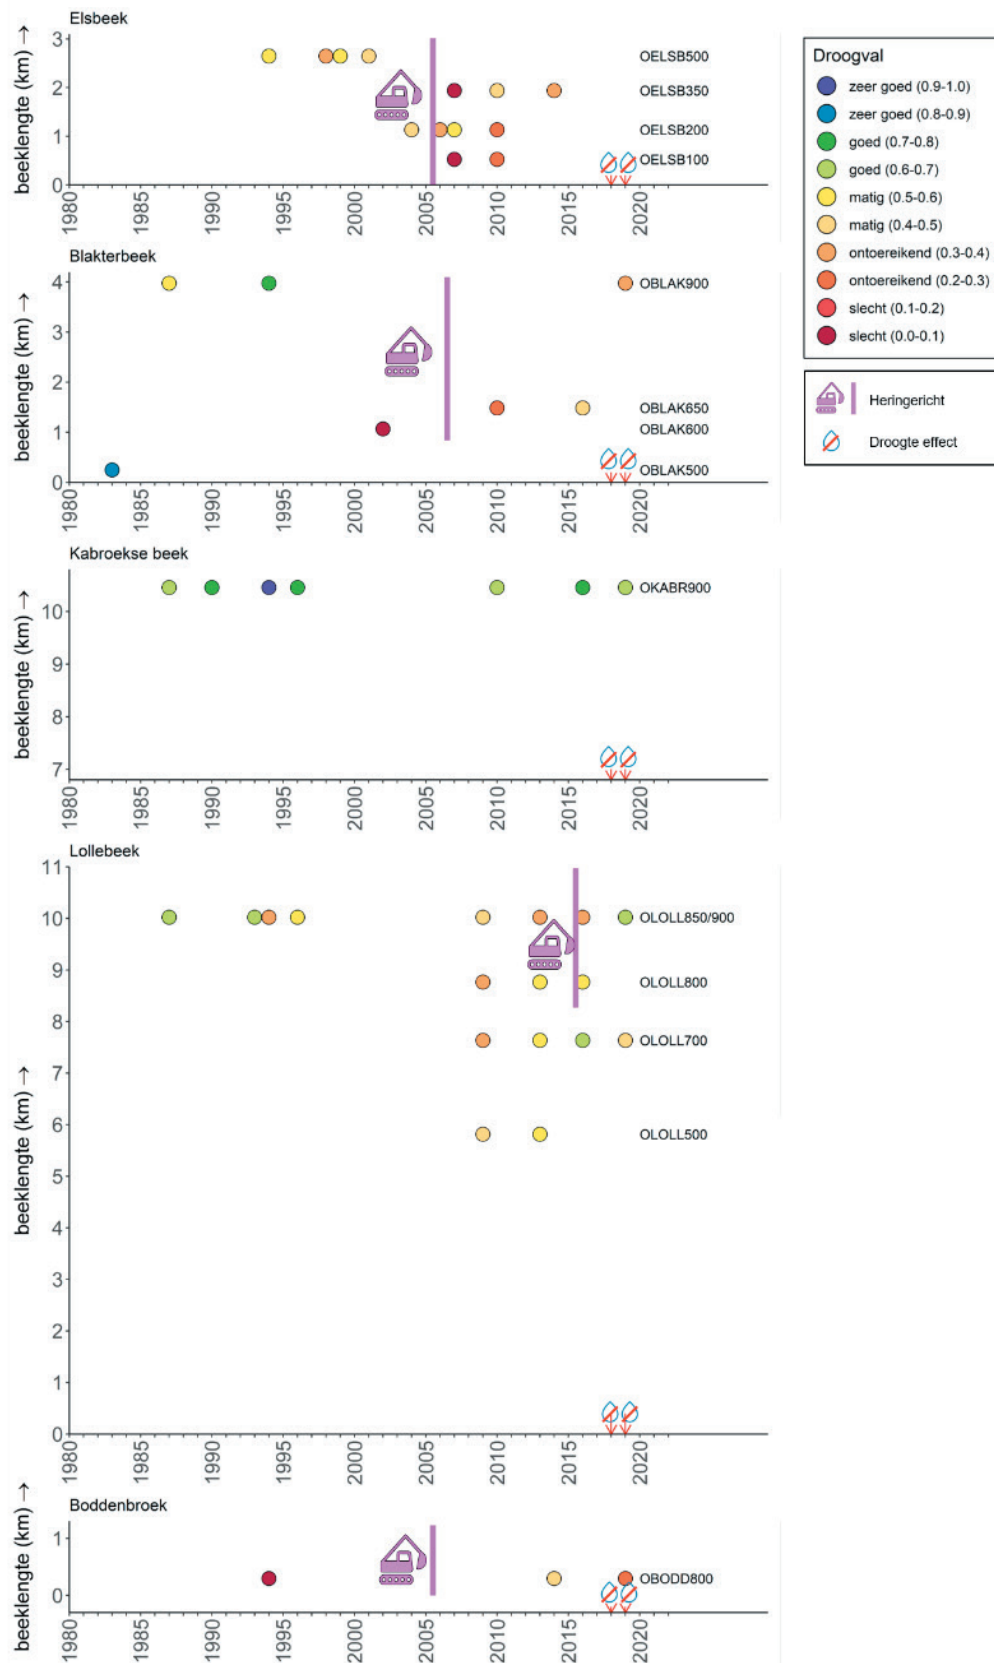 Elsbeek
beeklengte (km) →
3
2
1
0
OELSB500
OELSB350
OELSB200
OELSB100
1980
1985
1990
1995
2000
2005
2010
2015
2020
Droogval
zeer goed (0.9-1.0)
zeer goed (0.8-0.9)
goed (0.7-0.8)
goed (0.6-0.7)
matig (0.5-0.6)
matig (0.4-0.5)
ontoereikend (0.3-0.4)
ontoereikend (0.2-0.3)
slecht (0.1-0.2)
slecht (0.0-0.1)
Heringericht
Droogte effect
Blakterbeek
beeklengte (km) →
4
3
2
1
0
OBLAK900
OBLAK650
OBLAK600
OBLAK500
1980
1985
1990
1995
2000
2005
2010
2015
2020
Kabroekse beek
beeklengte (km) →
10
9
8
7
OKABR900
1980
1985
1990
1995
2000
2005
2010
2015
2020
Lollebeek
beeklengte (km) →
11
10
9
8
7
6
5
4
3
2
1
0
OLOLL850/900
OLOLL800
OLOLL700
OLOLL500
1980
1985
1990
1995
2000
2005
2010
2015
2020
Boddenbroek
beeklengte (km) →
1
0
OBODD800
1980
1985
1990
1995
2000
2005
2010
2015
2020